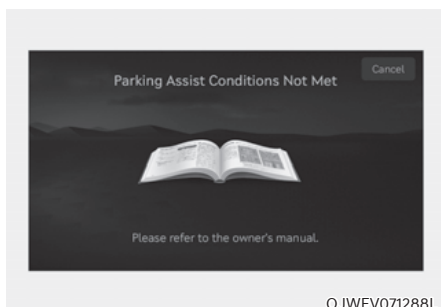 Cancel
Parking Assist Conditions Not Met
Please refer to the owner's manual.
OJWEV071288L